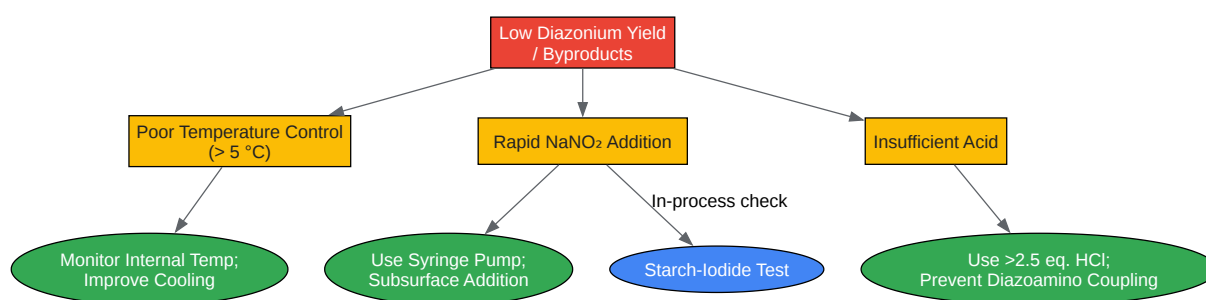 Low Diazonium Yield
/ Byproducts
Poor Temperature Control
(> 5 °C)
Rapid NaNO₂ Addition
Insufficient Acid
In-process check
Monitor Internal Temp;
Improve Cooling
Use Syringe Pump;
Subsurface Addition
Starch-Iodide Test
Use >2.5 eq. HCl;
Prevent Diazoamino Coupling